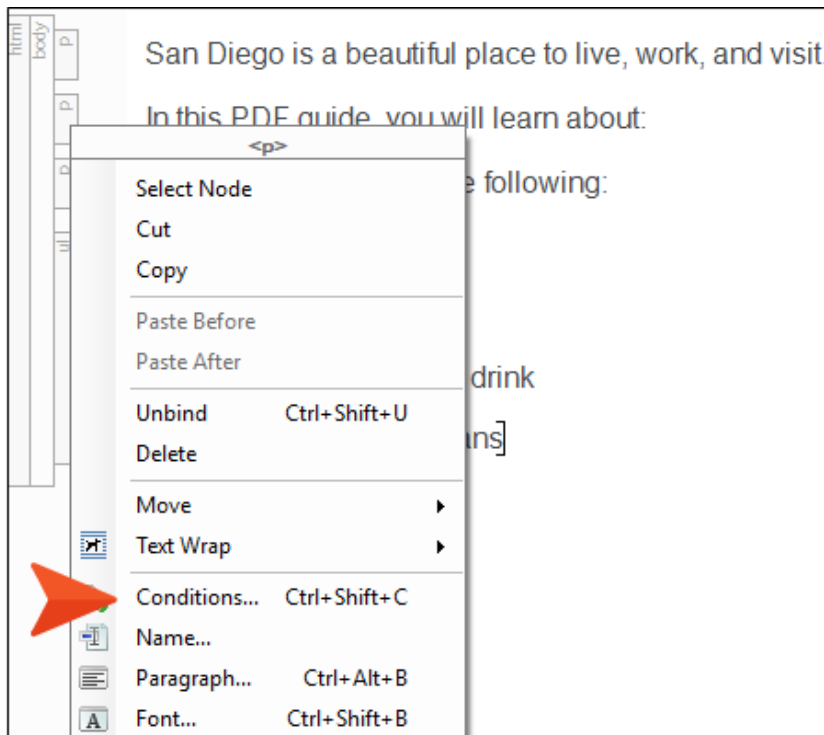 html
body
p
San Diego is a beautiful place to live, work, and visit.
p
In this PDF guide, you will learn about:
<p>
following:
Select Node
Cut
Copy
Paste Before
Paste After
drink
Unbind Ctrl+Shift+U
Delete
Move
Text Wrap
Conditions... Ctrl+Shift+C
Name...
Paragraph... Ctrl+Alt+B
Font... Ctrl+Shift+B